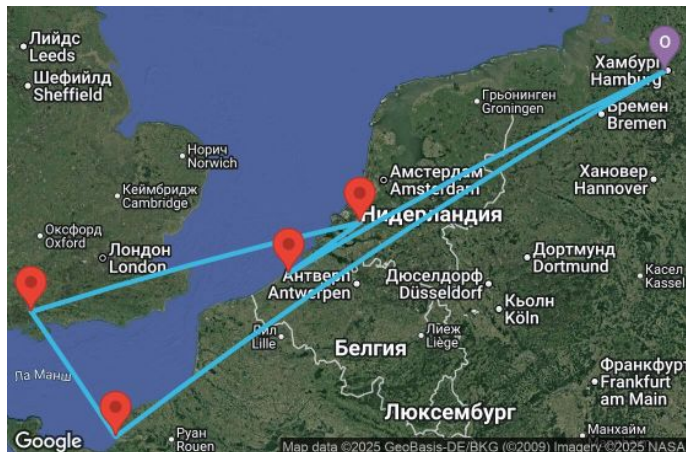 Лийдс
Leeds
Шефийлд
Sheffield
O
Хамбург
Hamburg
Грьонинген
Groningen
Бремен
Bremen
Норич
Norwich
Амстердам
Amsterdam
Хановер
Hannover
Кеймбридж
Cambridge
Нидерландия
Оксфорд
Oxford
Лондон
London
Дортмунд
Dortmund
Антверп
Antwerpen
Дюселдорф
Düsseldorf
Касел
Kassel
Кьолн
Köln
Лил
Lille
Лиеж
Liège
Белгия
Ла Манш
Франкфурт
Frankfurt
am Main
Люксембург
Руан
Rouen
Манхайм
Google
Map data ©2025 GeoBasis-DE/BKG (©2009) Imagery ©2025 NASA